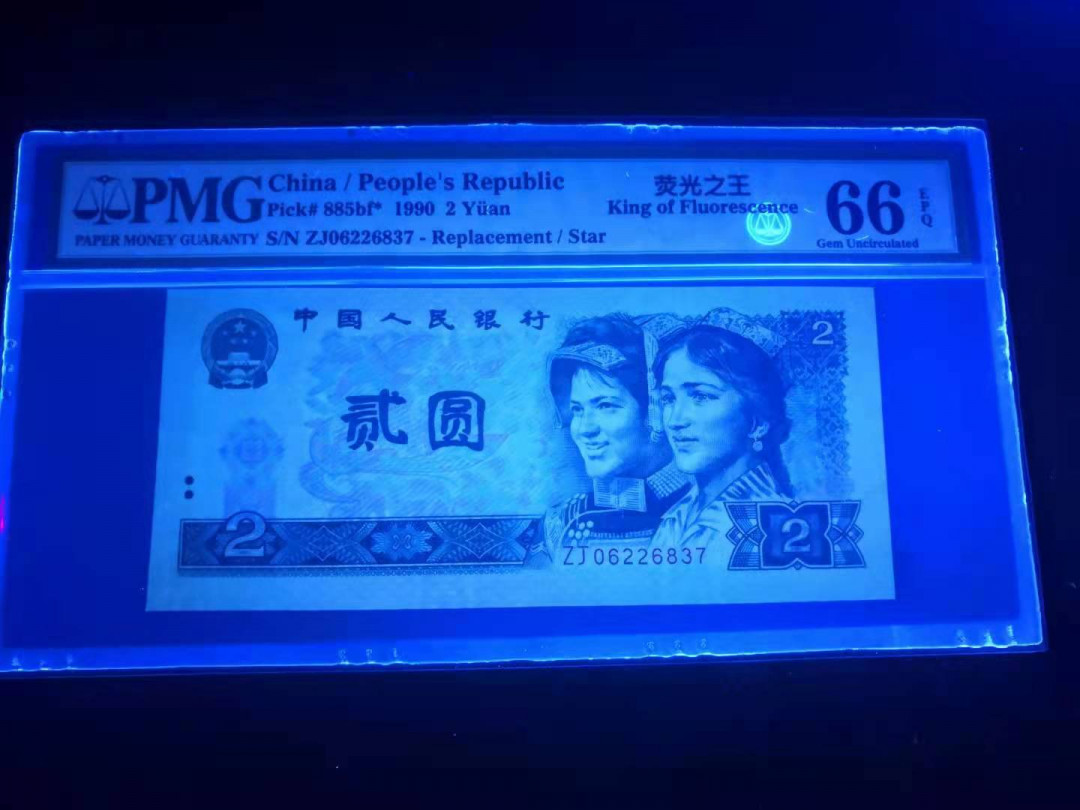 PMG
PAPER MONEY GUARANTY
China / People's Republic
Pick# 885bf* 1990 2 Yüan
S/N ZJ06226837 - Replacement / Star
荧光之王
King of Fluorescence
66
EPQ
Gem Uncirculated
中国人民银行
2
贰圆
2
ZJ06226837
2